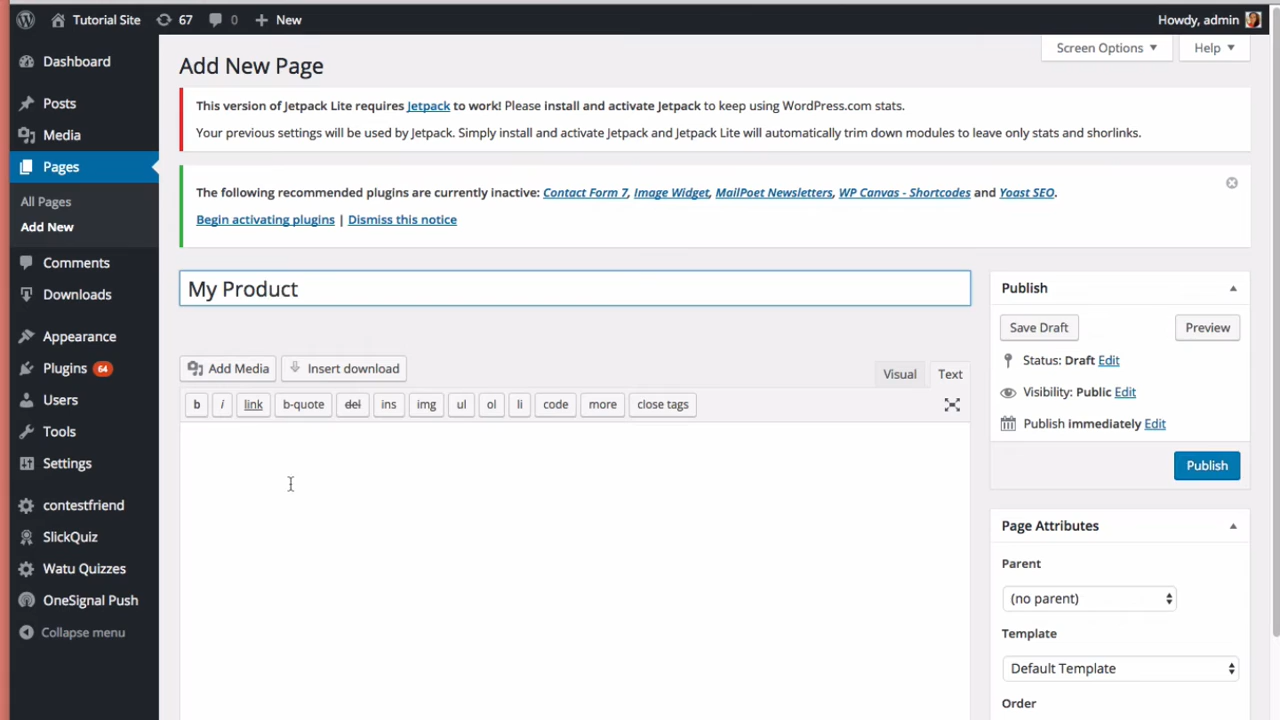 Tutorial Site 67 0 New Howdy, admin
Screen Options Help
Dashboard
Posts
Media
Pages
All Pages
Add New
Comments
Downloads
Appearance
Plugins 64
Users
Tools
Settings
contestfriend
SlickQuiz
Watu Quizzes
OneSignal Push
Collapse menu
Add New Page
This version of Jetpack Lite requires Jetpack to work! Please install and activate Jetpack to keep using WordPress.com stats.
Your previous settings will be used by Jetpack. Simply install and activate Jetpack and Jetpack Lite will automatically trim down modules to leave only stats and shorlinks.
The following recommended plugins are currently inactive: Contact Form 7, Image Widget, MailPoet Newsletters, WP Canvas - Shortcodes and Yoast SEO.
Begin activating plugins | Dismiss this notice
My Product
Add Media Insert download
Visual Text
b i link b-quote del ins img ul ol li code more close tags
Publish
Save Draft Preview
Status: Draft Edit
Visibility: Public Edit
Publish immediately Edit
Publish
Page Attributes
Parent
(no parent)
Template
Default Template
Order